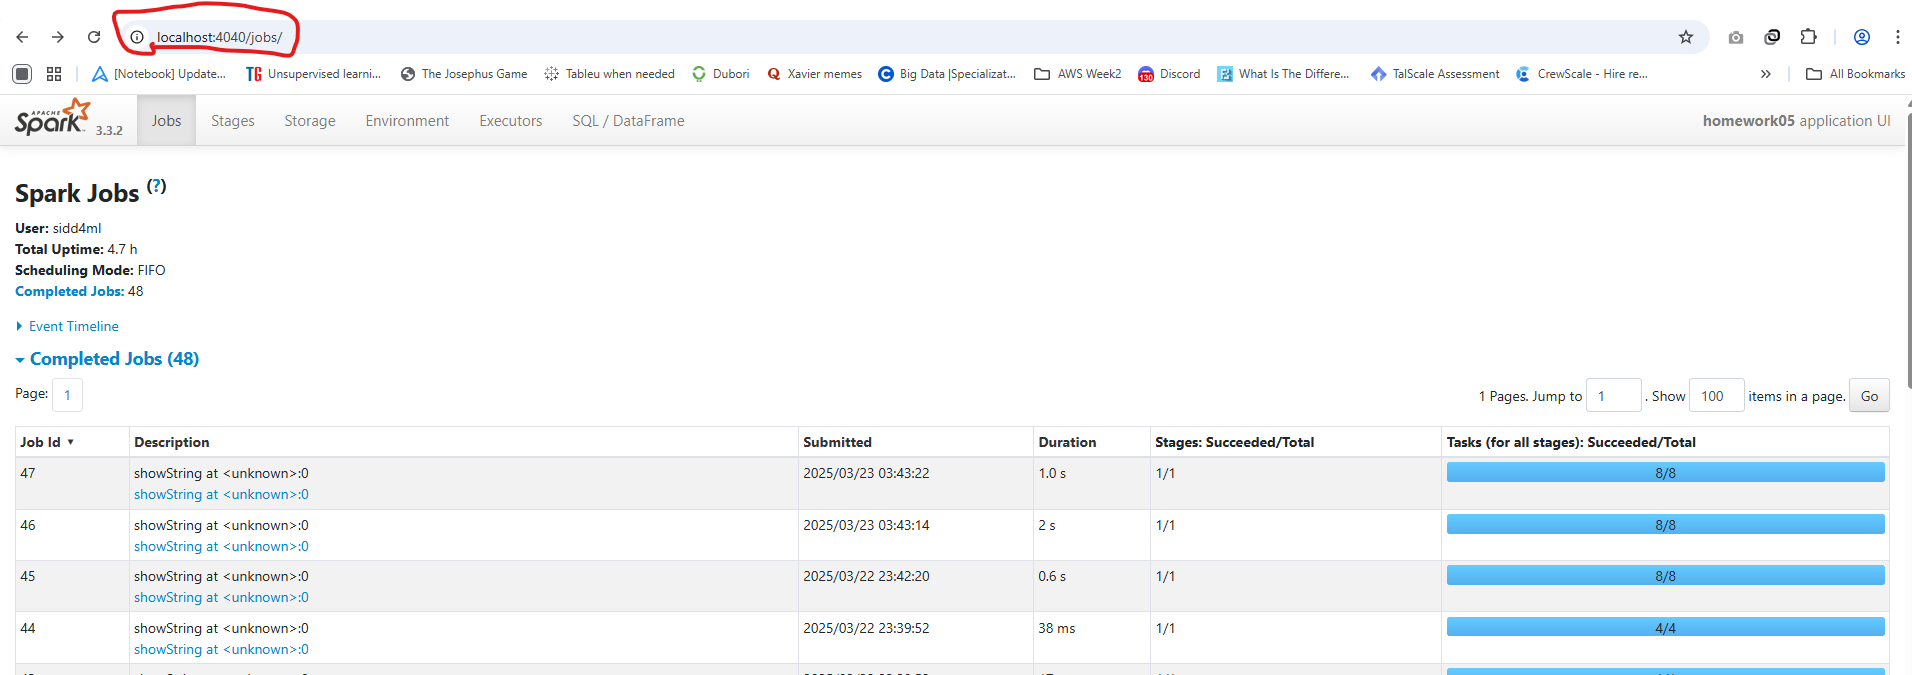 localhost:4040/jobs/
[Notebook] Update... TG Unsupervised learni... The Josephus Game Tableu when needed Dubori Q Xavier memes C Big Data |Specializat... AWS Week2 130 Discord What Is The Differe... TalScale Assessment CrewScale - Hire re... » All Bookmarks
APACHE Spark 3.3.2 Jobs Stages Storage Environment Executors SQL / DataFrame homework05 application UI
Spark Jobs (?)
User: sidd4ml
Total Uptime: 4.7 h
Scheduling Mode: FIFO
Completed Jobs: 48
Event Timeline
Completed Jobs (48)
Page: 1 1 Pages. Jump to 1 . Show 100 items in a page. Go
Job Id ▾ Description Submitted Duration Stages: Succeeded/Total Tasks (for all stages): Succeeded/Total
47 showString at <unknown>:0 2025/03/23 03:43:22 1.0 s 1/1 8/8
showString at <unknown>:0
46 showString at <unknown>:0 2025/03/23 03:43:14 2 s 1/1 8/8
showString at <unknown>:0
45 showString at <unknown>:0 2025/03/22 23:42:20 0.6 s 1/1 8/8
showString at <unknown>:0
44 showString at <unknown>:0 2025/03/22 23:39:52 38 ms 1/1 4/4
showString at <unknown>:0